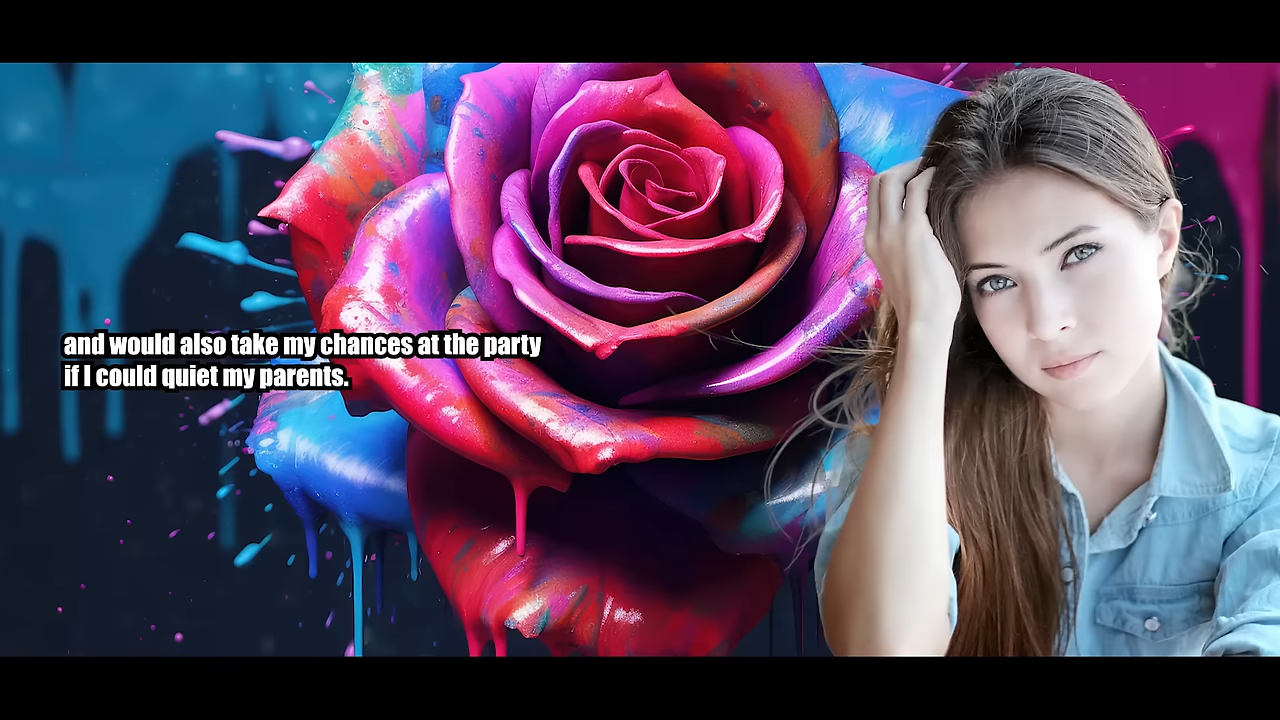 and would also take my chances at the party
if I could quiet my parents.